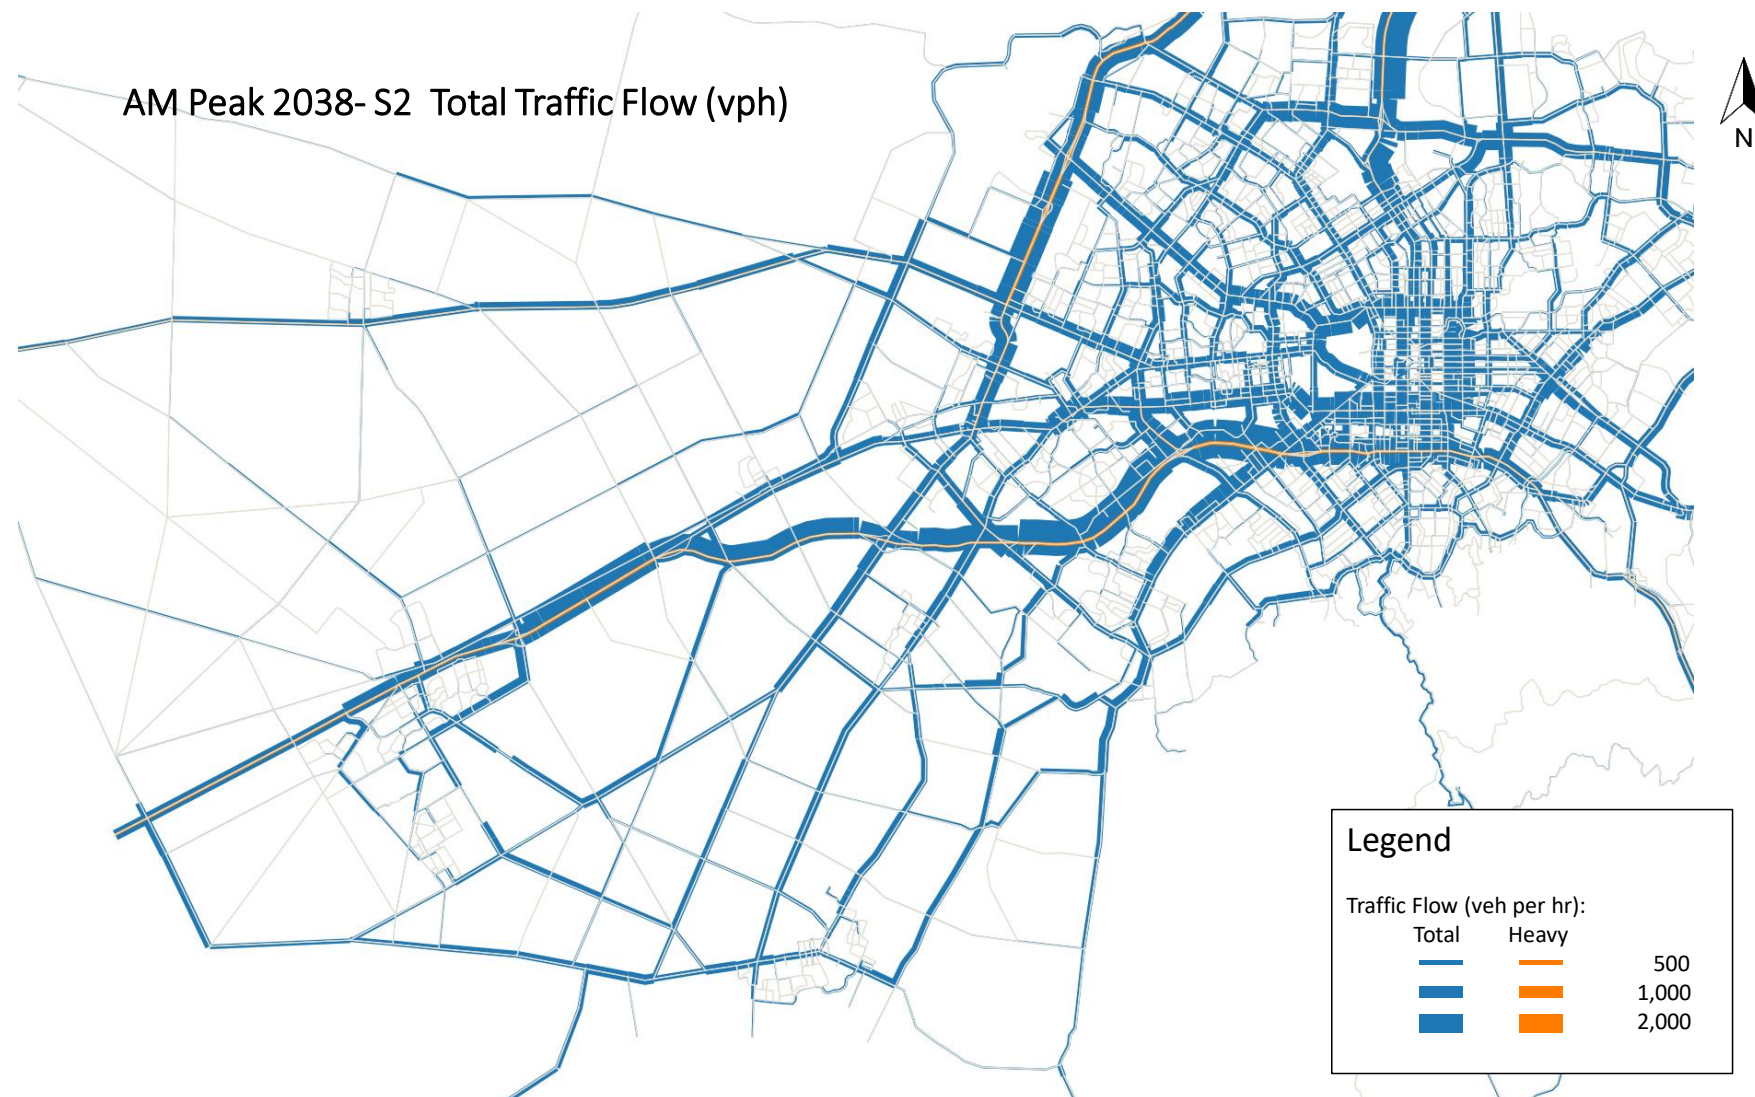 AM Peak 2038- S2  Total Traffic Flow (vph)
N
Legend
Traffic Flow (veh per hr):
Total Heavy
500
1,000
2,000